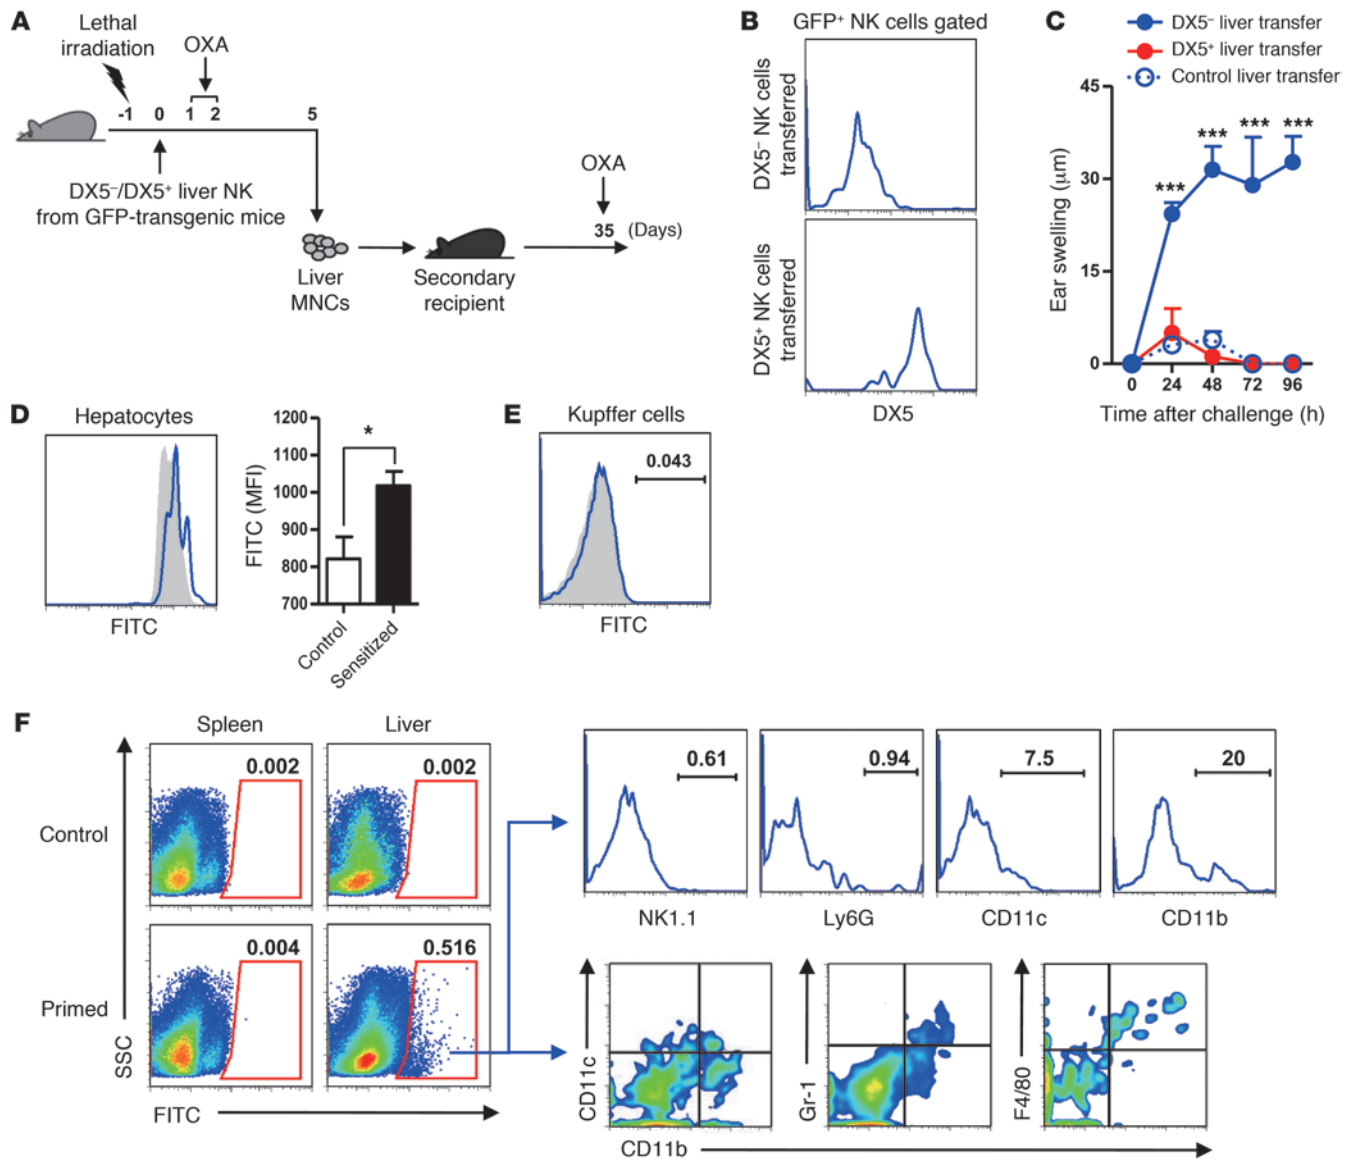 A
Lethal
irradiation
OXA
-1 0 1 2 5
DX5⁻/DX5⁺ liver NK
from GFP-transgenic mice
OXA
35 (Days)
Liver
MNCs
Secondary
recipient
B
GFP⁺ NK cells gated
DX5⁻ NK cells
transferred
DX5⁺ NK cells
transferred
DX5
C
DX5⁻ liver transfer
DX5⁺ liver transfer
Control liver transfer
Ear swelling (µm)
45
30
15
0
*** *** *** ***
0 24 48 72 96
Time after challenge (h)
D
Hepatocytes
FITC
FITC (MFI)
1200
1100
1000
900
800
700
*
Control
Sensitized
E
Kupffer cells
0.043
FITC
F
Spleen Liver
Control
0.002 0.002
Primed
0.004 0.516
SSC
FITC
0.61 0.94 7.5 20
NK1.1 Ly6G CD11c CD11b
CD11c
Gr-1
F4/80
CD11b